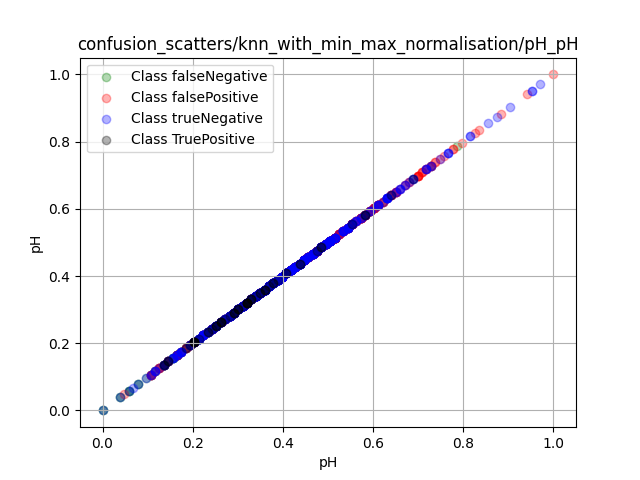 confusion_scatters/knn_with_min_max_normalisation/pH_pH
1.0
0.8
0.6
0.4
0.2
0.0
pH
Class falseNegative
Class falsePositive
Class trueNegative
Class TruePositive
0.0 0.2 0.4 0.6 0.8 1.0
pH